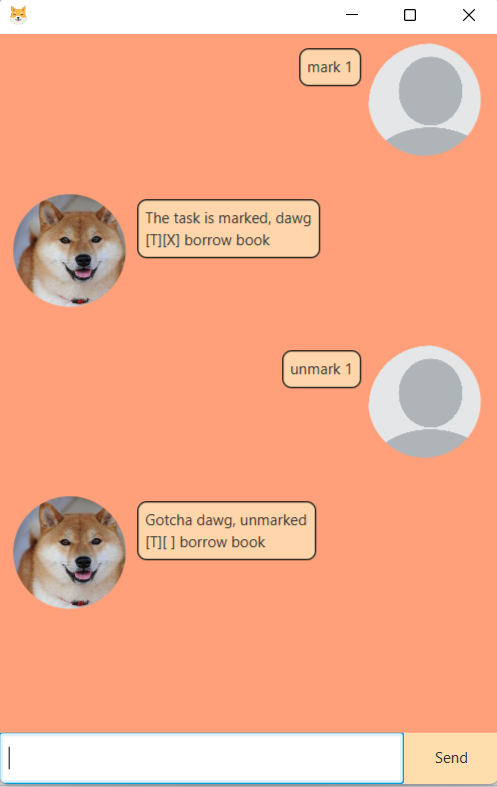 mark 1
The task is marked, dawg
[T][X] borrow book
unmark 1
Gotcha dawg, unmarked
[T][ ] borrow book
Send